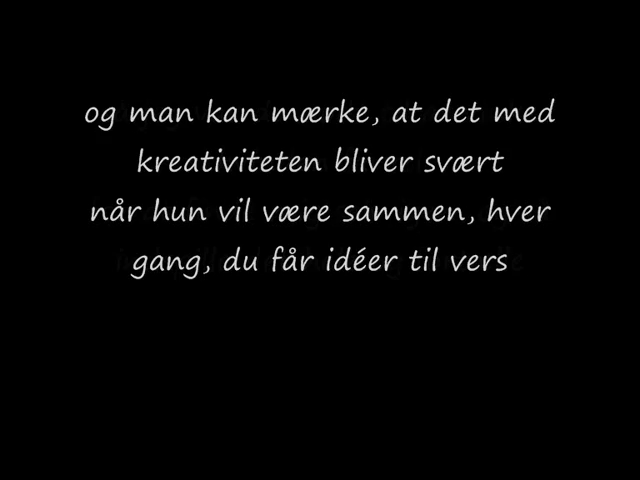 og man kan mærke, at det med
kreativiteten bliver svært
når hun vil være sammen, hver
gang, du får idéer til vers